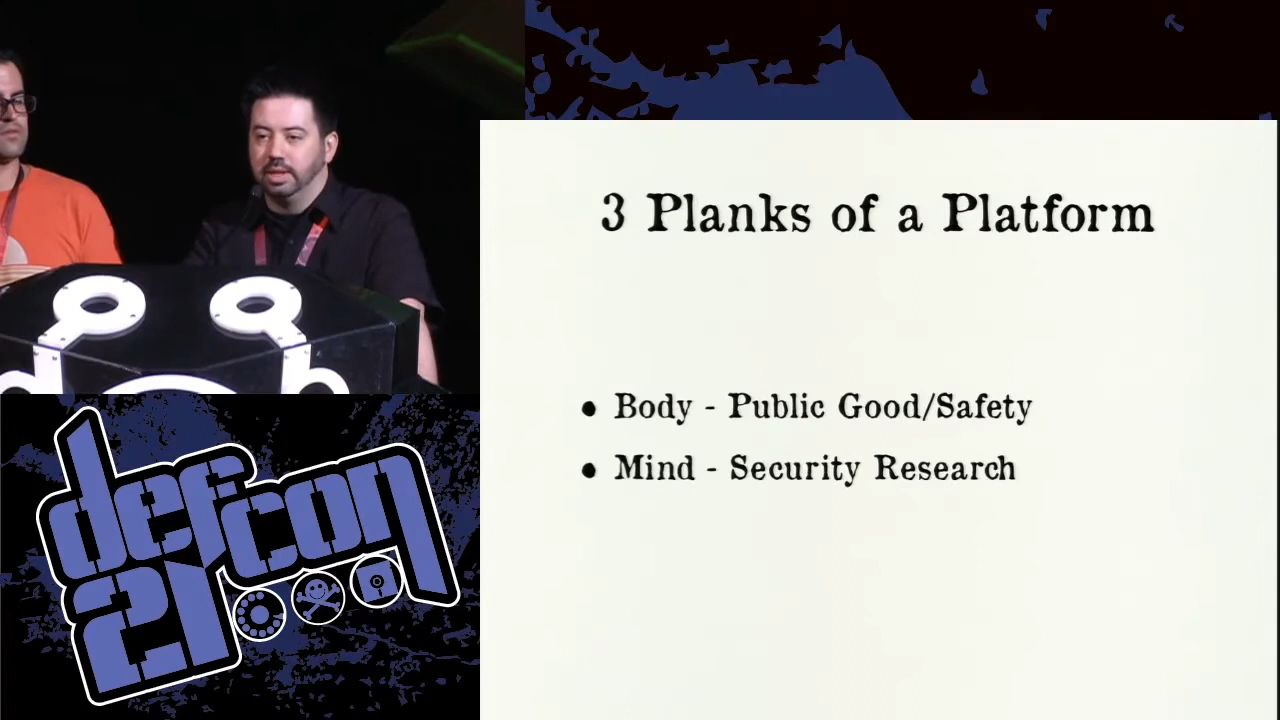 3 Planks of a Platform
• Body - Public Good/Safety
• Mind - Security Research
defcon
21